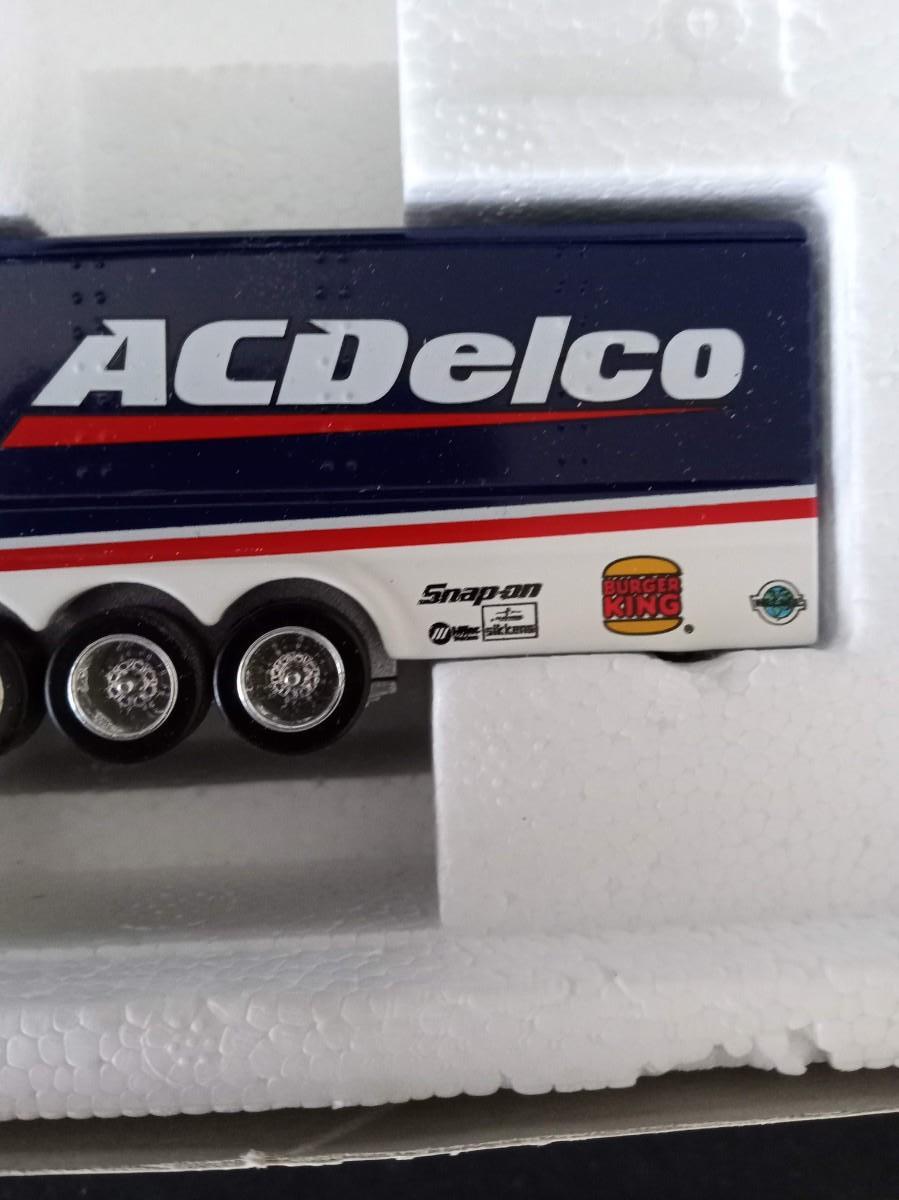 ACDelco
Snap-on
sikkens
BURGER
KING